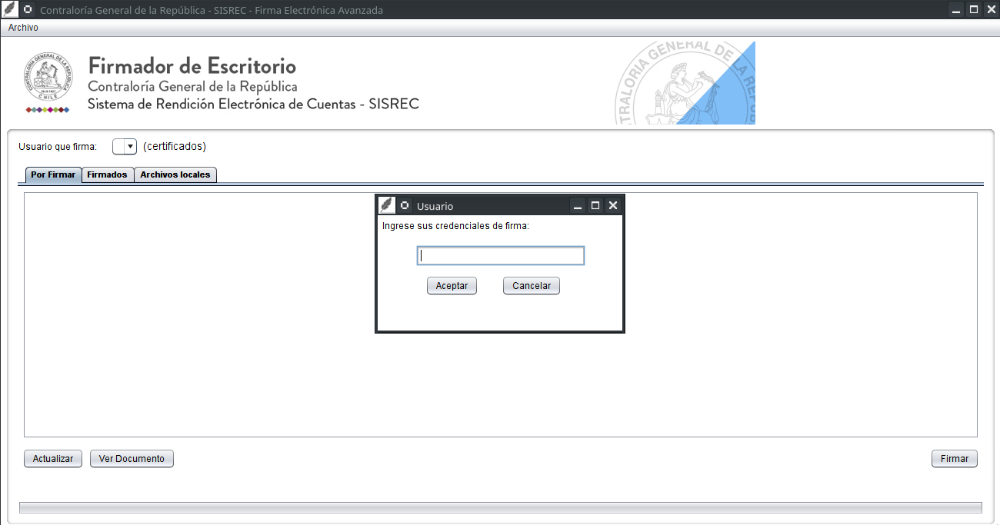 Contraloría General de la República - SISREC - Firma Electrónica Avanzada
Archivo
CONTRALORIA GENERAL DE LA REPUBLICA
CHILE
Firmador de Escritorio
Contraloría General de la República
Sistema de Rendición Electrónica de Cuentas - SISREC
TRALORIA GENERAL DE LA REPUB
Usuario que firma:
(certificados)
Por Firmar Firmados Archivos locales
Usuario
Ingrese sus credenciales de firma:
Aceptar Cancelar
Actualizar Ver Documento Firmar